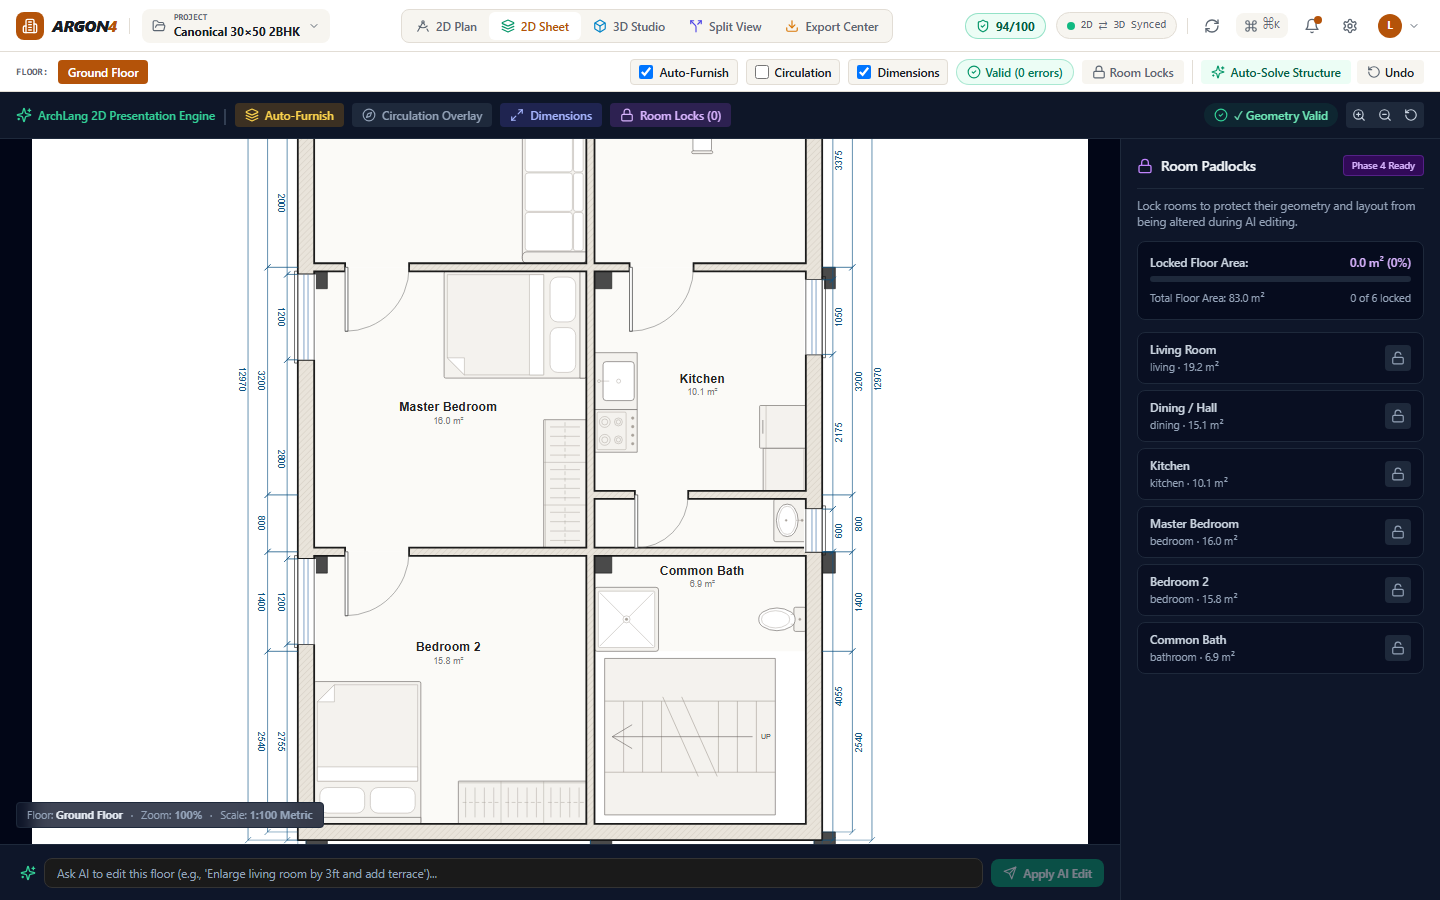 ARGON4
PROJECT
Canonical 30×50 2BHK
2D Plan
2D Sheet
3D Studio
Split View
Export Center
94/100
2D ⇄ 3D Synced
⌘K
L
FLOOR:
Ground Floor
Auto-Furnish
Circulation
Dimensions
Valid (0 errors)
Room Locks
Auto-Solve Structure
Undo
ArchLang 2D Presentation Engine
Auto-Furnish
Circulation Overlay
Dimensions
Room Locks (0)
✓ Geometry Valid
2000
3375
1200
1050
12970
3200
3200
12970
Master Bedroom
16.0 m²
Kitchen
10.1 m²
2800
2175
800
600
800
Common Bath
6.9 m²
1400
1200
1400
Bedroom 2
15.8 m²
4055
2540
2755
UP
2540
Floor: Ground Floor · Zoom: 100% · Scale: 1:100 Metric
Ask AI to edit this floor (e.g., 'Enlarge living room by 3ft and add terrace')...
Apply AI Edit
Room Padlocks
Phase 4 Ready
Lock rooms to protect their geometry and layout from
being altered during AI editing.
Locked Floor Area:
0.0 m² (0%)
Total Floor Area: 83.0 m²
0 of 6 locked
Living Room
living · 19.2 m²
Dining / Hall
dining · 15.1 m²
Kitchen
kitchen · 10.1 m²
Master Bedroom
bedroom · 16.0 m²
Bedroom 2
bedroom · 15.8 m²
Common Bath
bathroom · 6.9 m²